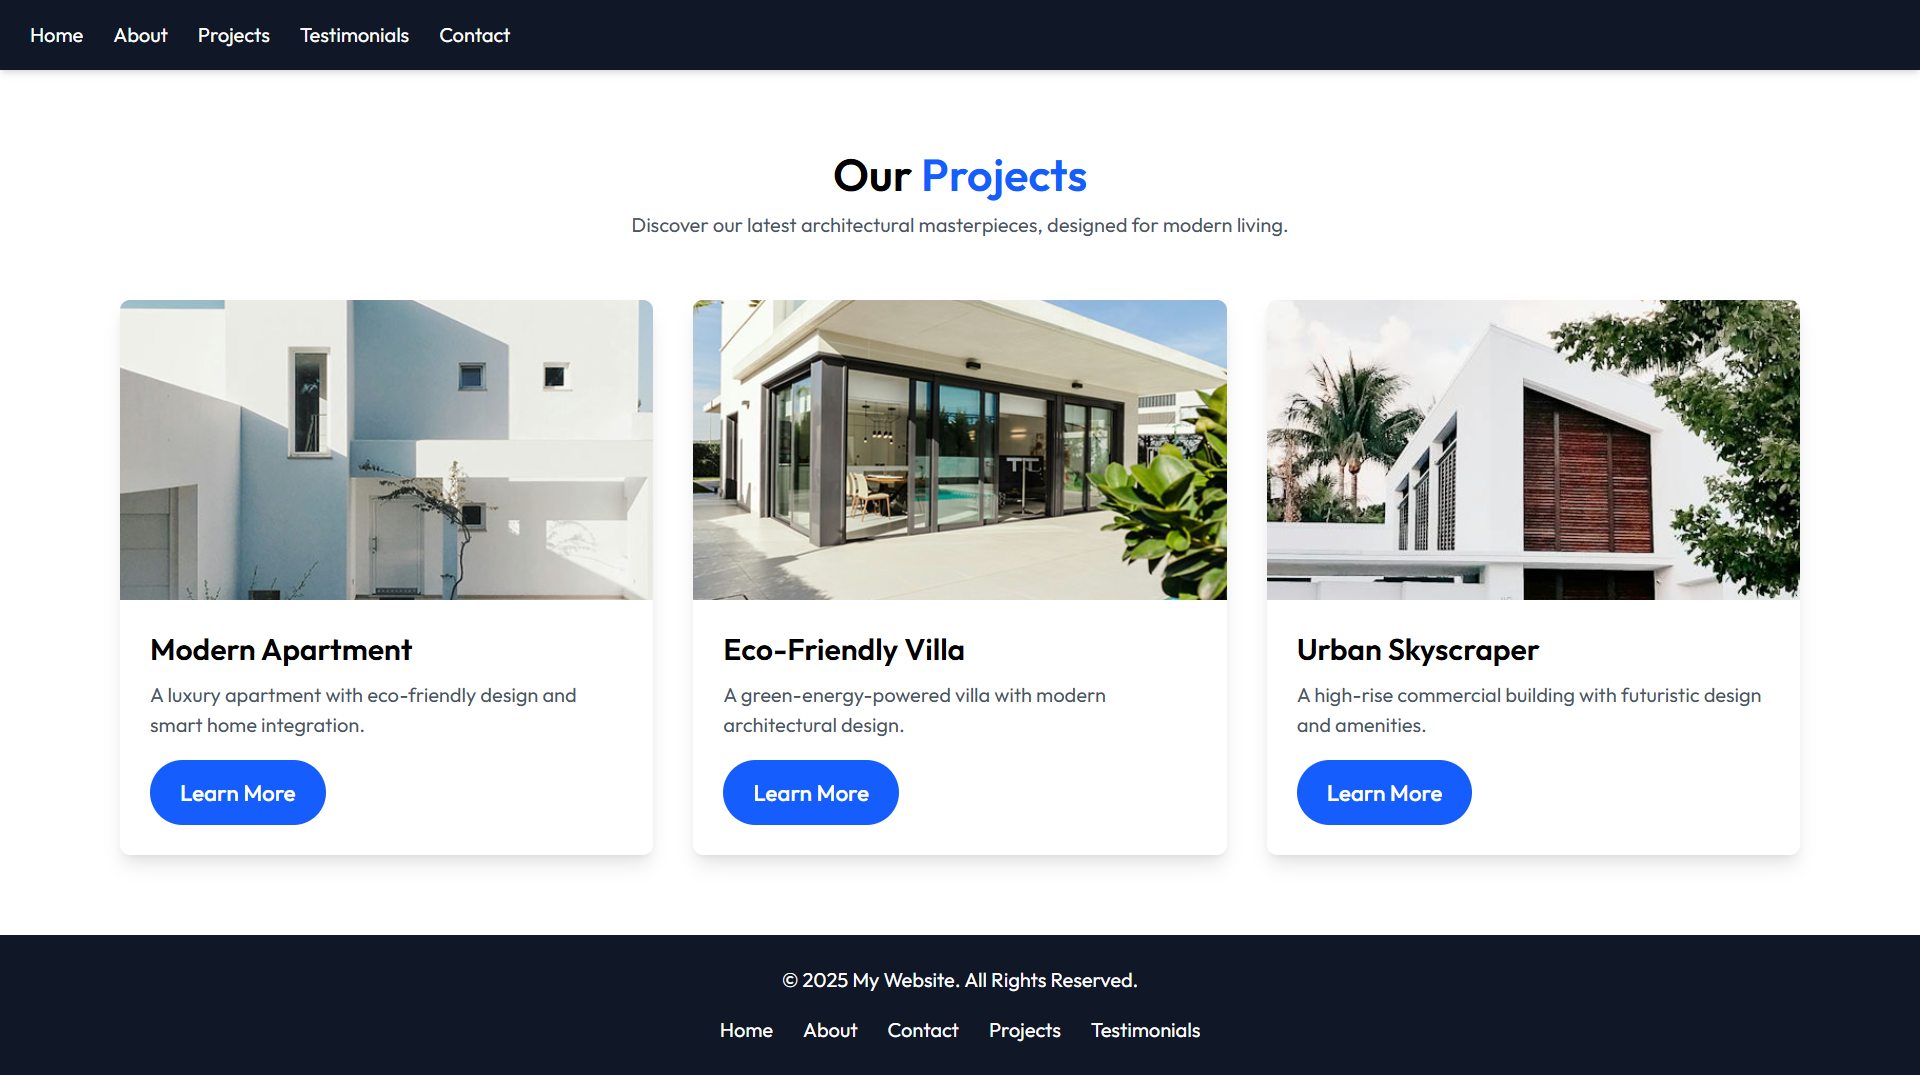 Home About Projects Testimonials Contact
Our Projects
Discover our latest architectural masterpieces, designed for modern living.
Modern Apartment
A luxury apartment with eco-friendly design and
smart home integration.
Learn More
Eco-Friendly Villa
A green-energy-powered villa with modern
architectural design.
Learn More
Urban Skyscraper
A high-rise commercial building with futuristic design
and amenities.
Learn More
© 2025 My Website. All Rights Reserved.
Home About Contact Projects Testimonials